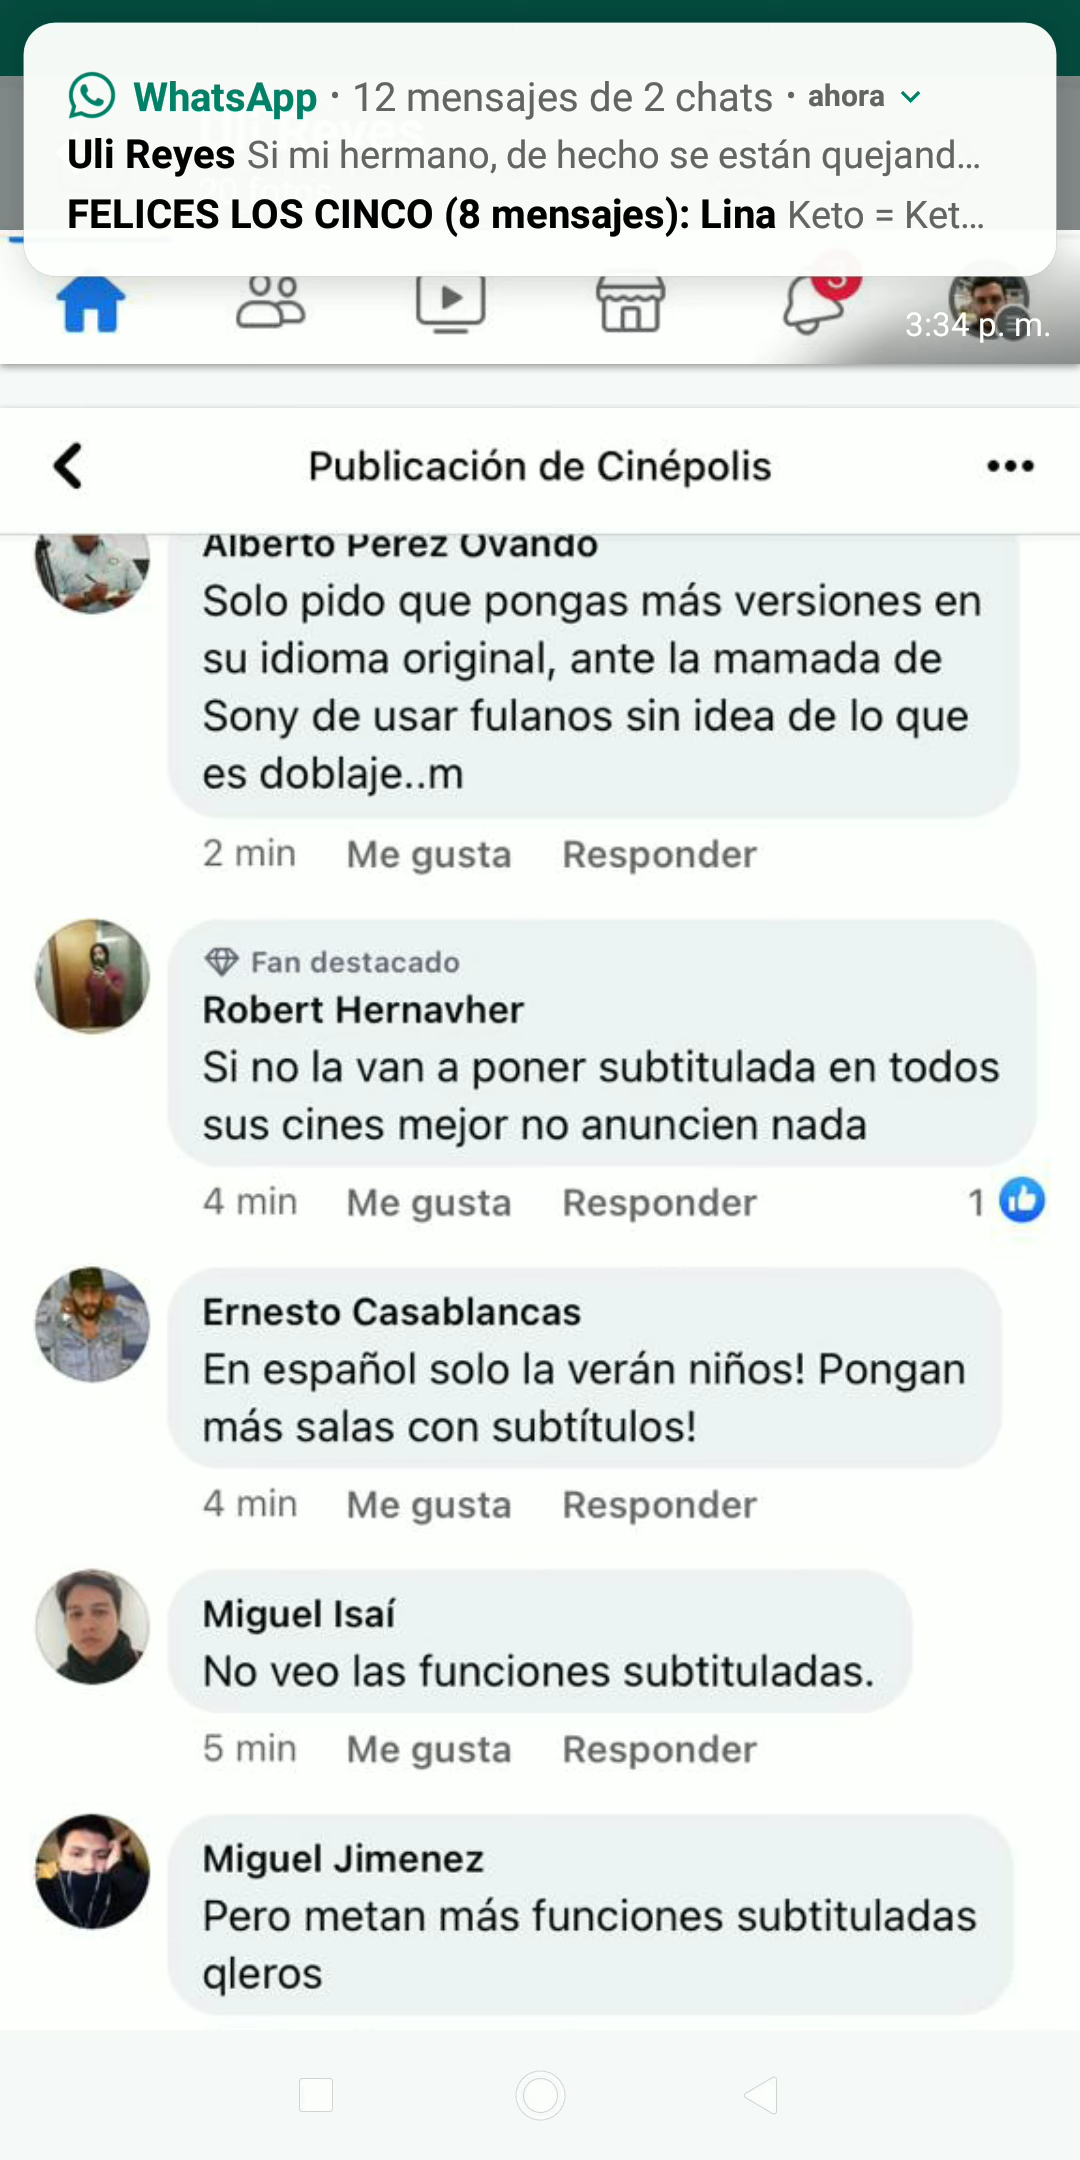 WhatsApp · 12 mensajes de 2 chats · ahora
Uli Reyes Si mi hermano, de hecho se están quejand...
FELICES LOS CINCO (8 mensajes): Lina Keto = Ket...
3:34 p. m.
Publicación de Cinépolis
Alberto Perez Ovando
Solo pido que pongas más versiones en
su idioma original, ante la mamada de
Sony de usar fulanos sin idea de lo que
es doblaje..m
2 min Me gusta Responder
Fan destacado
Robert Hernavher
Si no la van a poner subtitulada en todos
sus cines mejor no anuncien nada
4 min Me gusta Responder 1
Ernesto Casablancas
En español solo la verán niños! Pongan
más salas con subtítulos!
4 min Me gusta Responder
Miguel Isaí
No veo las funciones subtituladas.
5 min Me gusta Responder
Miguel Jimenez
Pero metan más funciones subtituladas
qleros